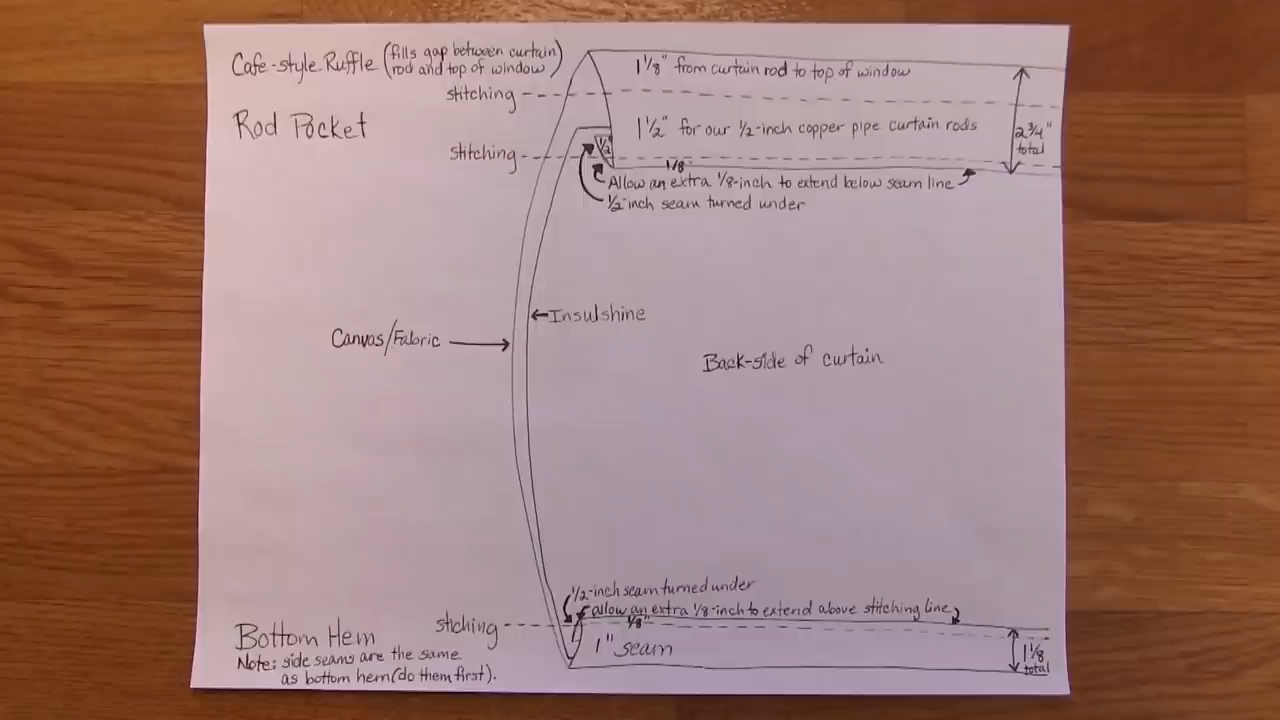 Cafe-style Ruffle (fills gap between curtain
rod and top of window)
1 1/8" from curtain rod to top of window
stitching
Rod Pocket
1 1/2" for our 1/2-inch copper pipe curtain rods
2 3/4"
total
stitching
1/2"
1/8"
Allow an extra 1/8-inch to extend below seam line
1/2-inch seam turned under
Insulshine
Canvas/Fabric
Back-side of curtain
1/2-inch seam turned under
allow an extra 1/8-inch to extend above stitching line
1/8"
stiching
Bottom Hem
1" seam
1 1/8
total
Note: side seams are the same
as bottom hem (do them first).